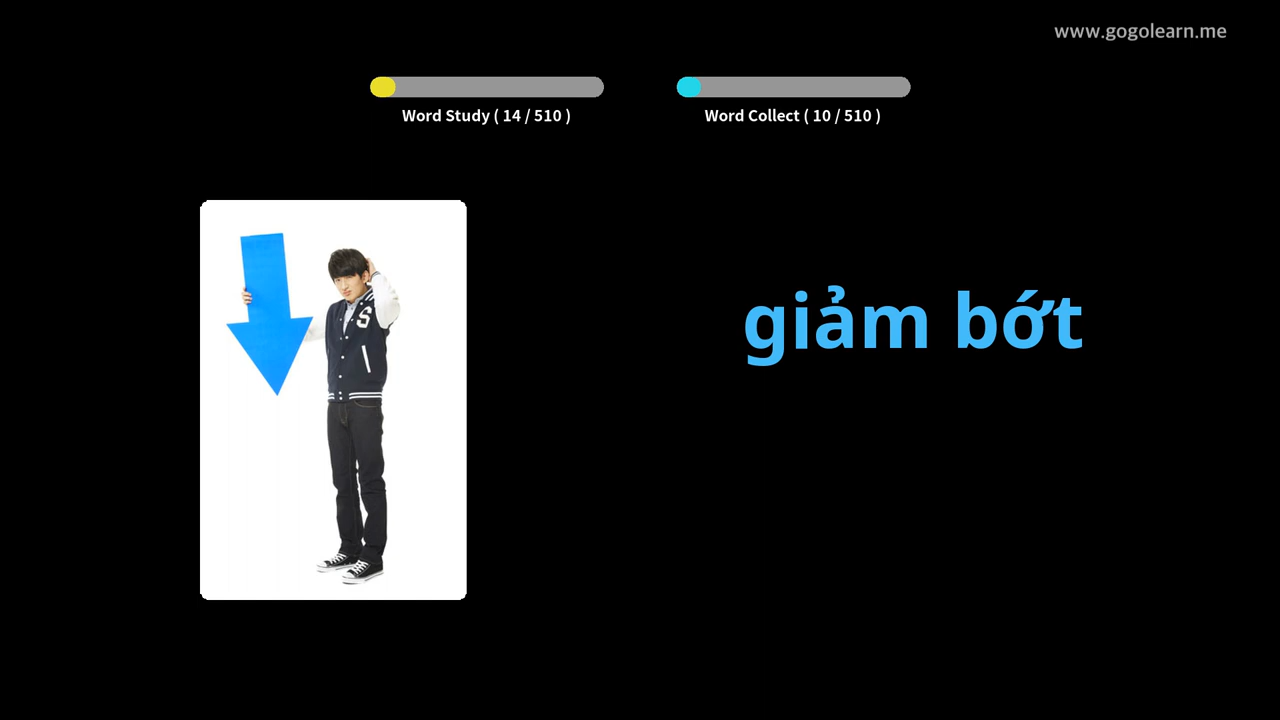 www.gogolearn.me
Word Study ( 14 / 510 )
Word Collect ( 10 / 510 )
S
giảm bớt